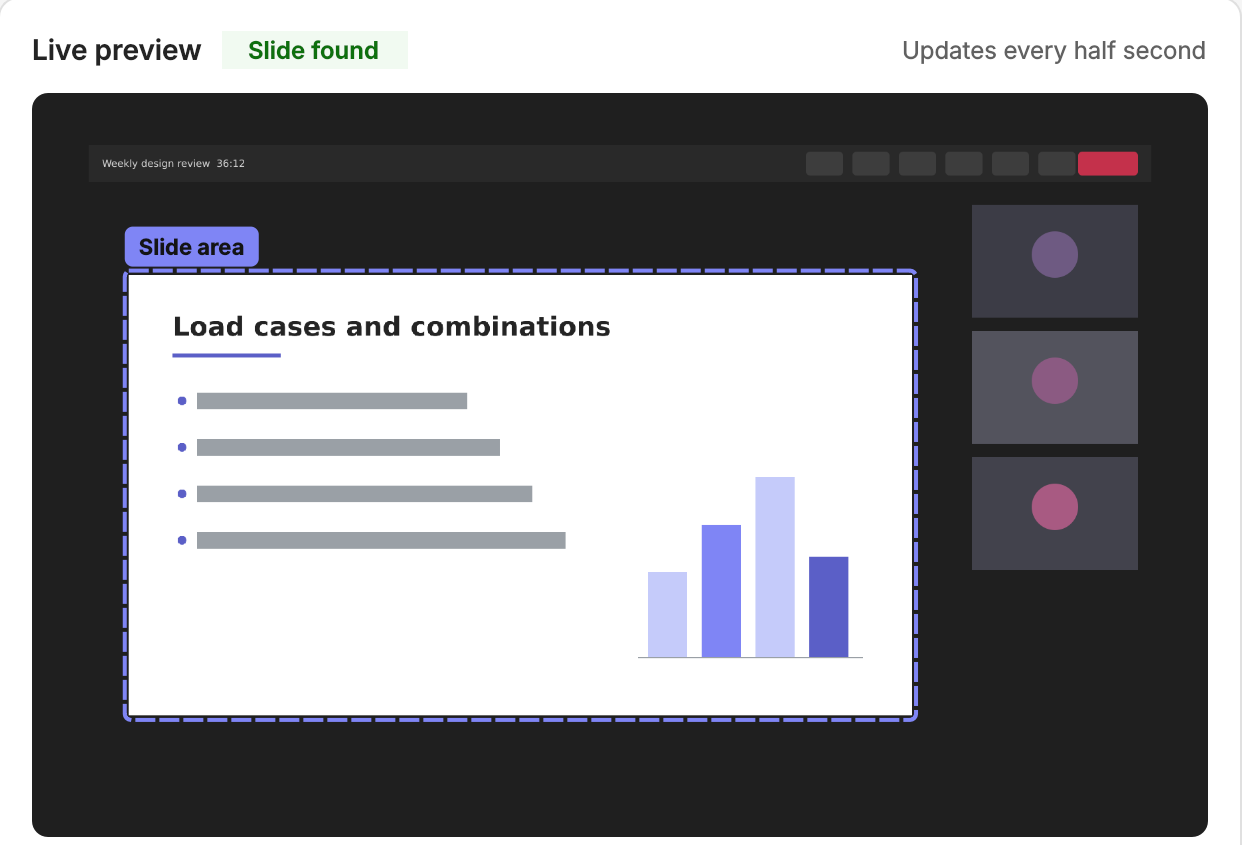 Live preview
Slide found
Updates every half second
Weekly design review 36:12
Slide area
Load cases and combinations